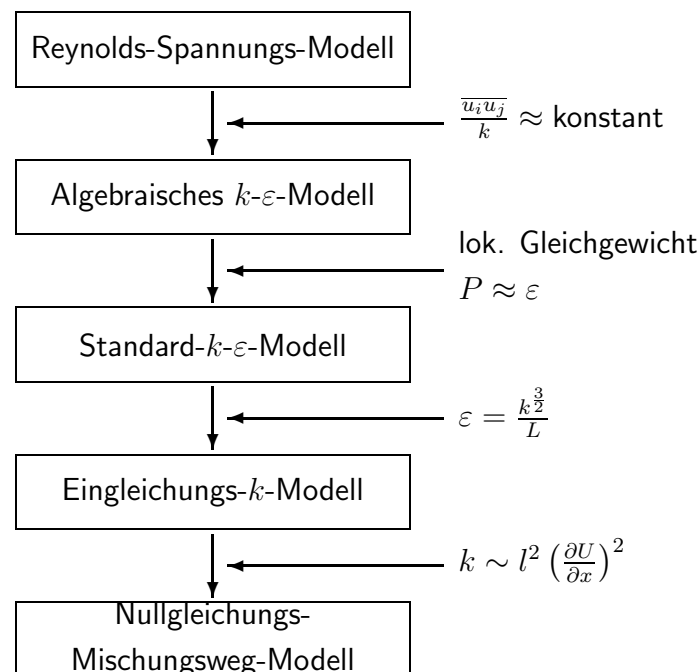 Reynolds-Spannungs-Modell
$\frac{\overline{u_i u_j}}{k} \approx$ konstant
Algebraisches $k$-$\varepsilon$-Modell
lok. Gleichgewicht
$P \approx \varepsilon$
Standard-$k$-$\varepsilon$-Modell
$\varepsilon = \frac{k^{\frac{3}{2}}}{L}$
Eingleichungs-$k$-Modell
$k \sim l^2 \left(\frac{\partial U}{\partial x}\right)^2$
Nullgleichungs-
Mischungsweg-Modell